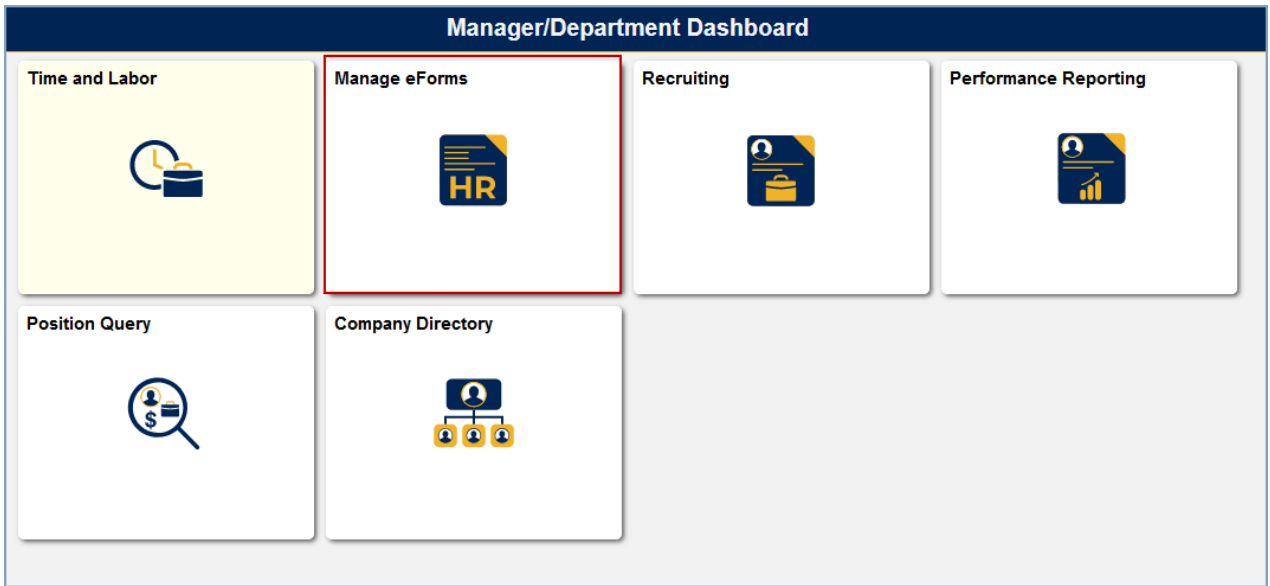 Manager/Department Dashboard
Time and Labor
Manage eForms
Recruiting
Performance Reporting
HR
Position Query
Company Directory
$